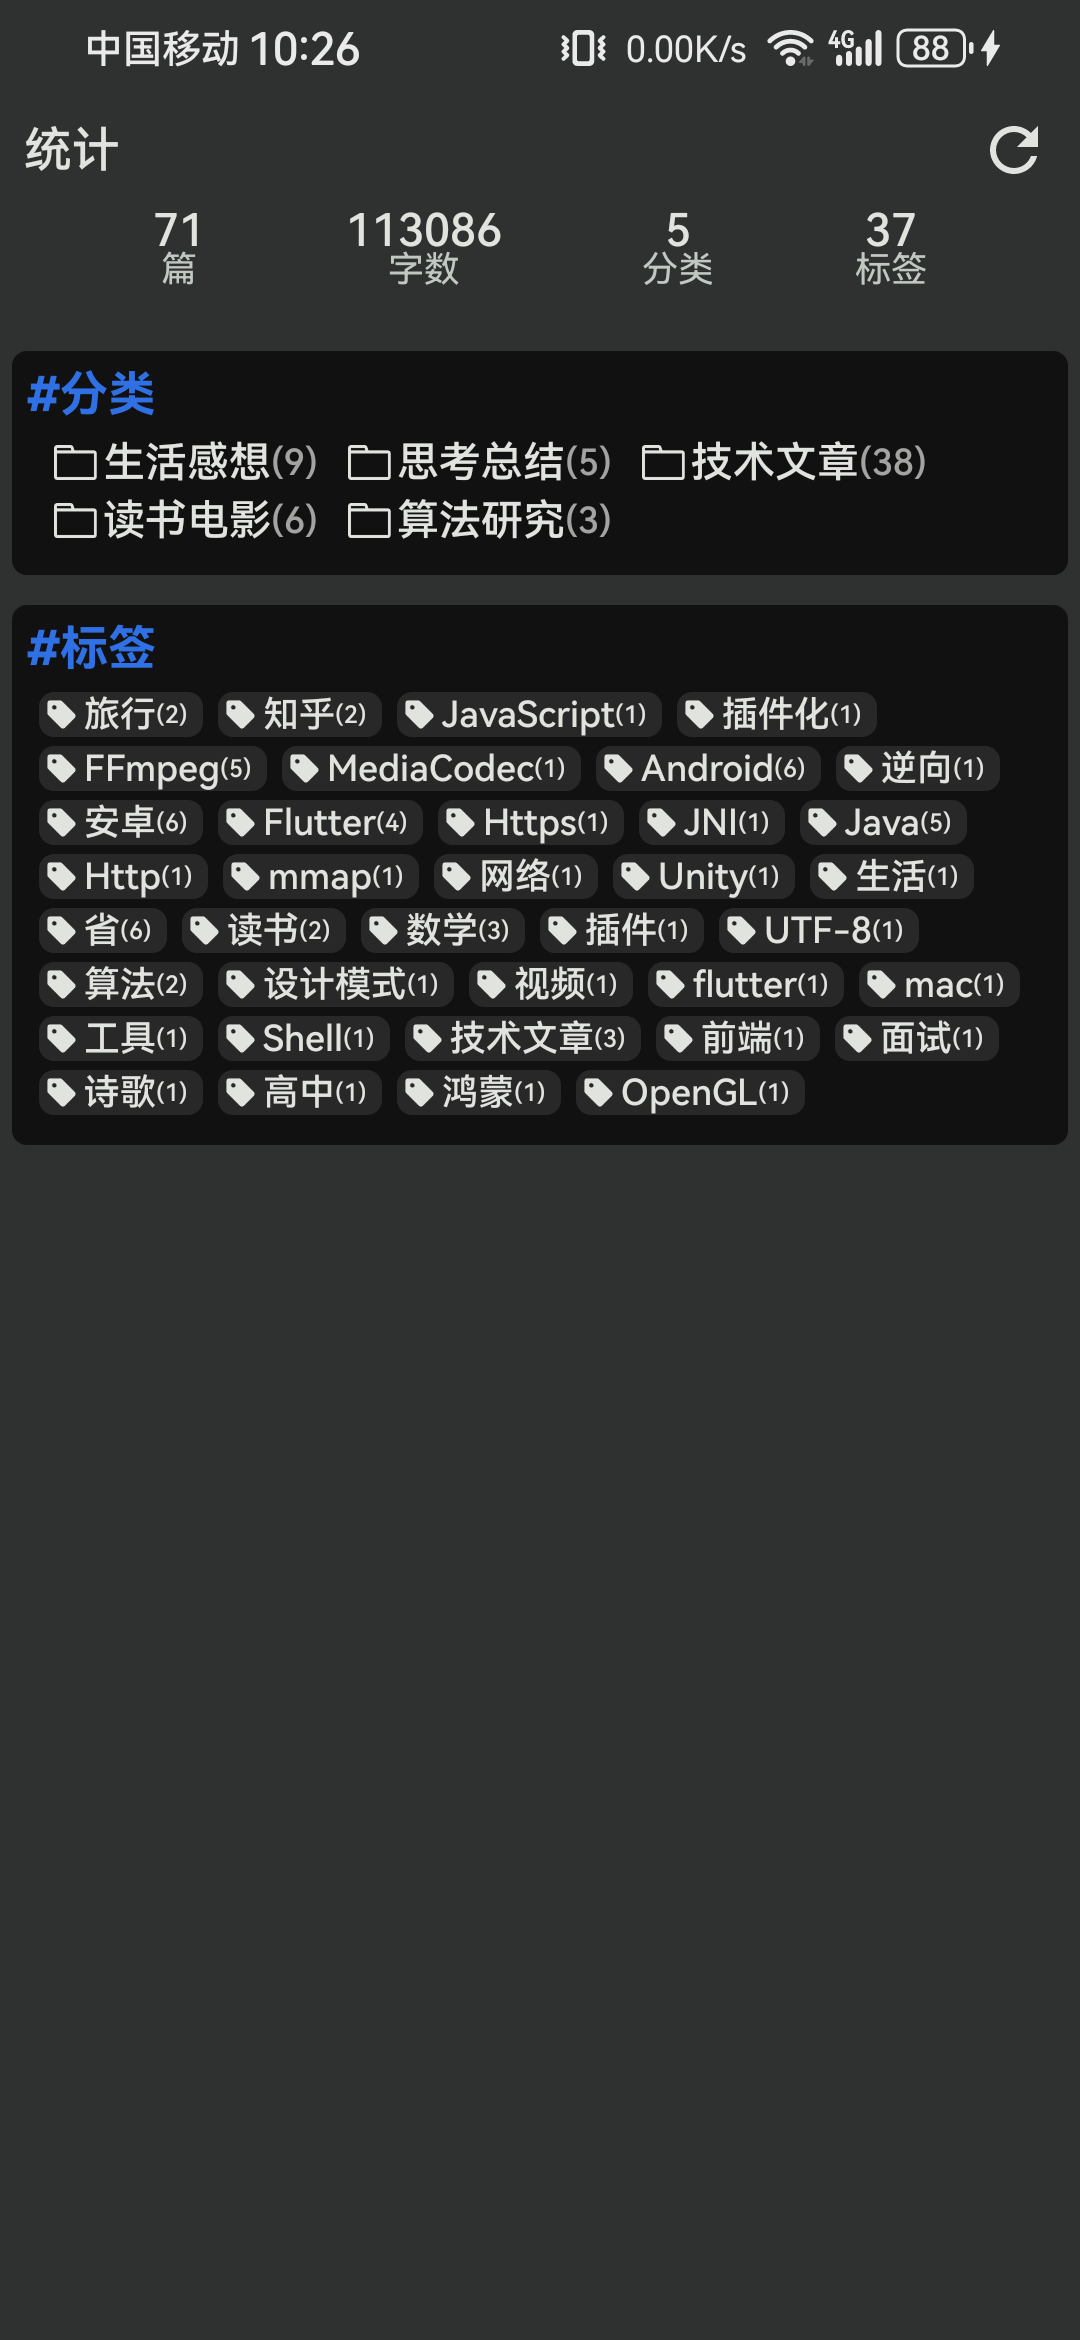 中国移动 10:26 0.00K/s 4G 88
统计
71 113086 5 37
篇 字数 分类 标签
#分类
生活感想(9) 思考总结(5) 技术文章(38)
读书电影(6) 算法研究(3)
#标签
旅行(2) 知乎(2) JavaScript(1) 插件化(1)
FFmpeg(5) MediaCodec(1) Android(6) 逆向(1)
安卓(6) Flutter(4) Https(1) JNI(1) Java(5)
Http(1) mmap(1) 网络(1) Unity(1) 生活(1)
省(6) 读书(2) 数学(3) 插件(1) UTF-8(1)
算法(2) 设计模式(1) 视频(1) flutter(1) mac(1)
工具(1) Shell(1) 技术文章(3) 前端(1) 面试(1)
诗歌(1) 高中(1) 鸿蒙(1) OpenGL(1)